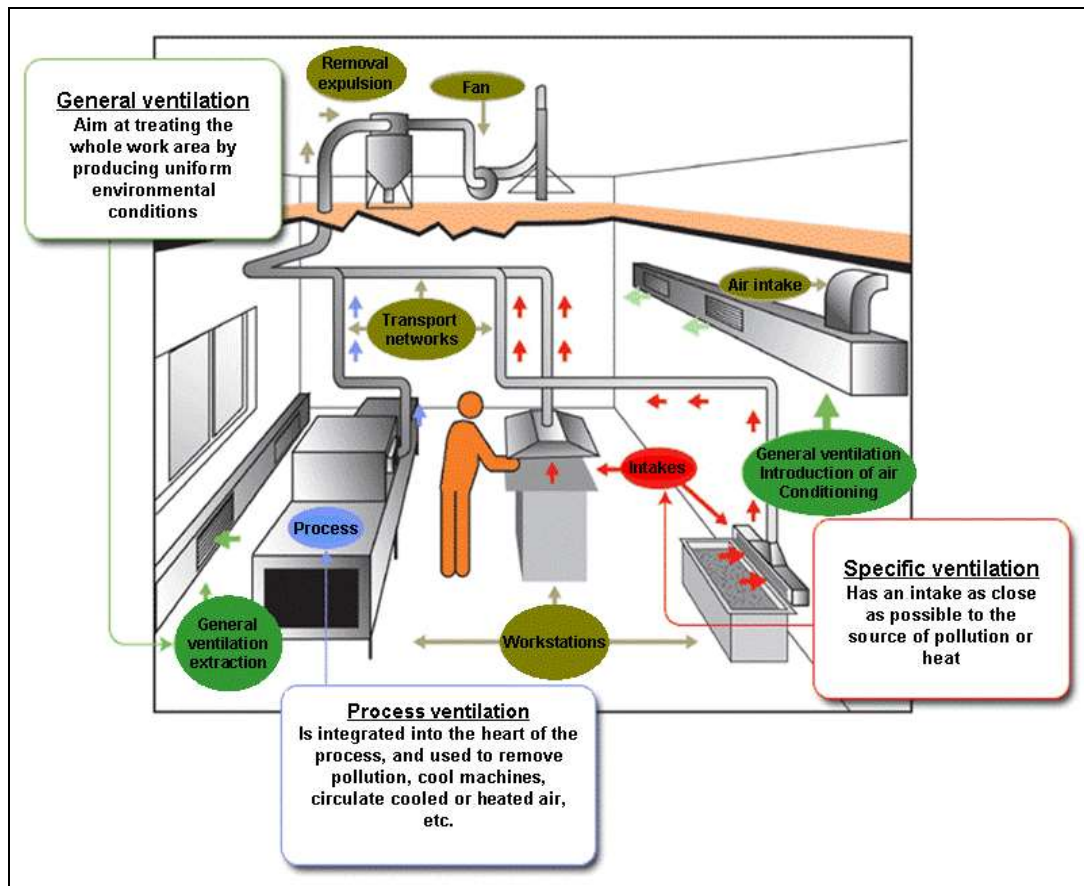 General ventilation
Aim at treating the
whole work area by
producing uniform
environmental
conditions
Removal
expulsion
Fan
Air intake
Transport
networks
General ventilation
Introduction of air
Conditioning
Intakes
Process
General
ventilation
extraction
Workstations
Specific ventilation
Has an intake as close
as possible to the
source of pollution or
heat
Process ventilation
Is integrated into the heart of the
process, and used to remove
pollution, cool machines,
circulate cooled or heated air,
etc.